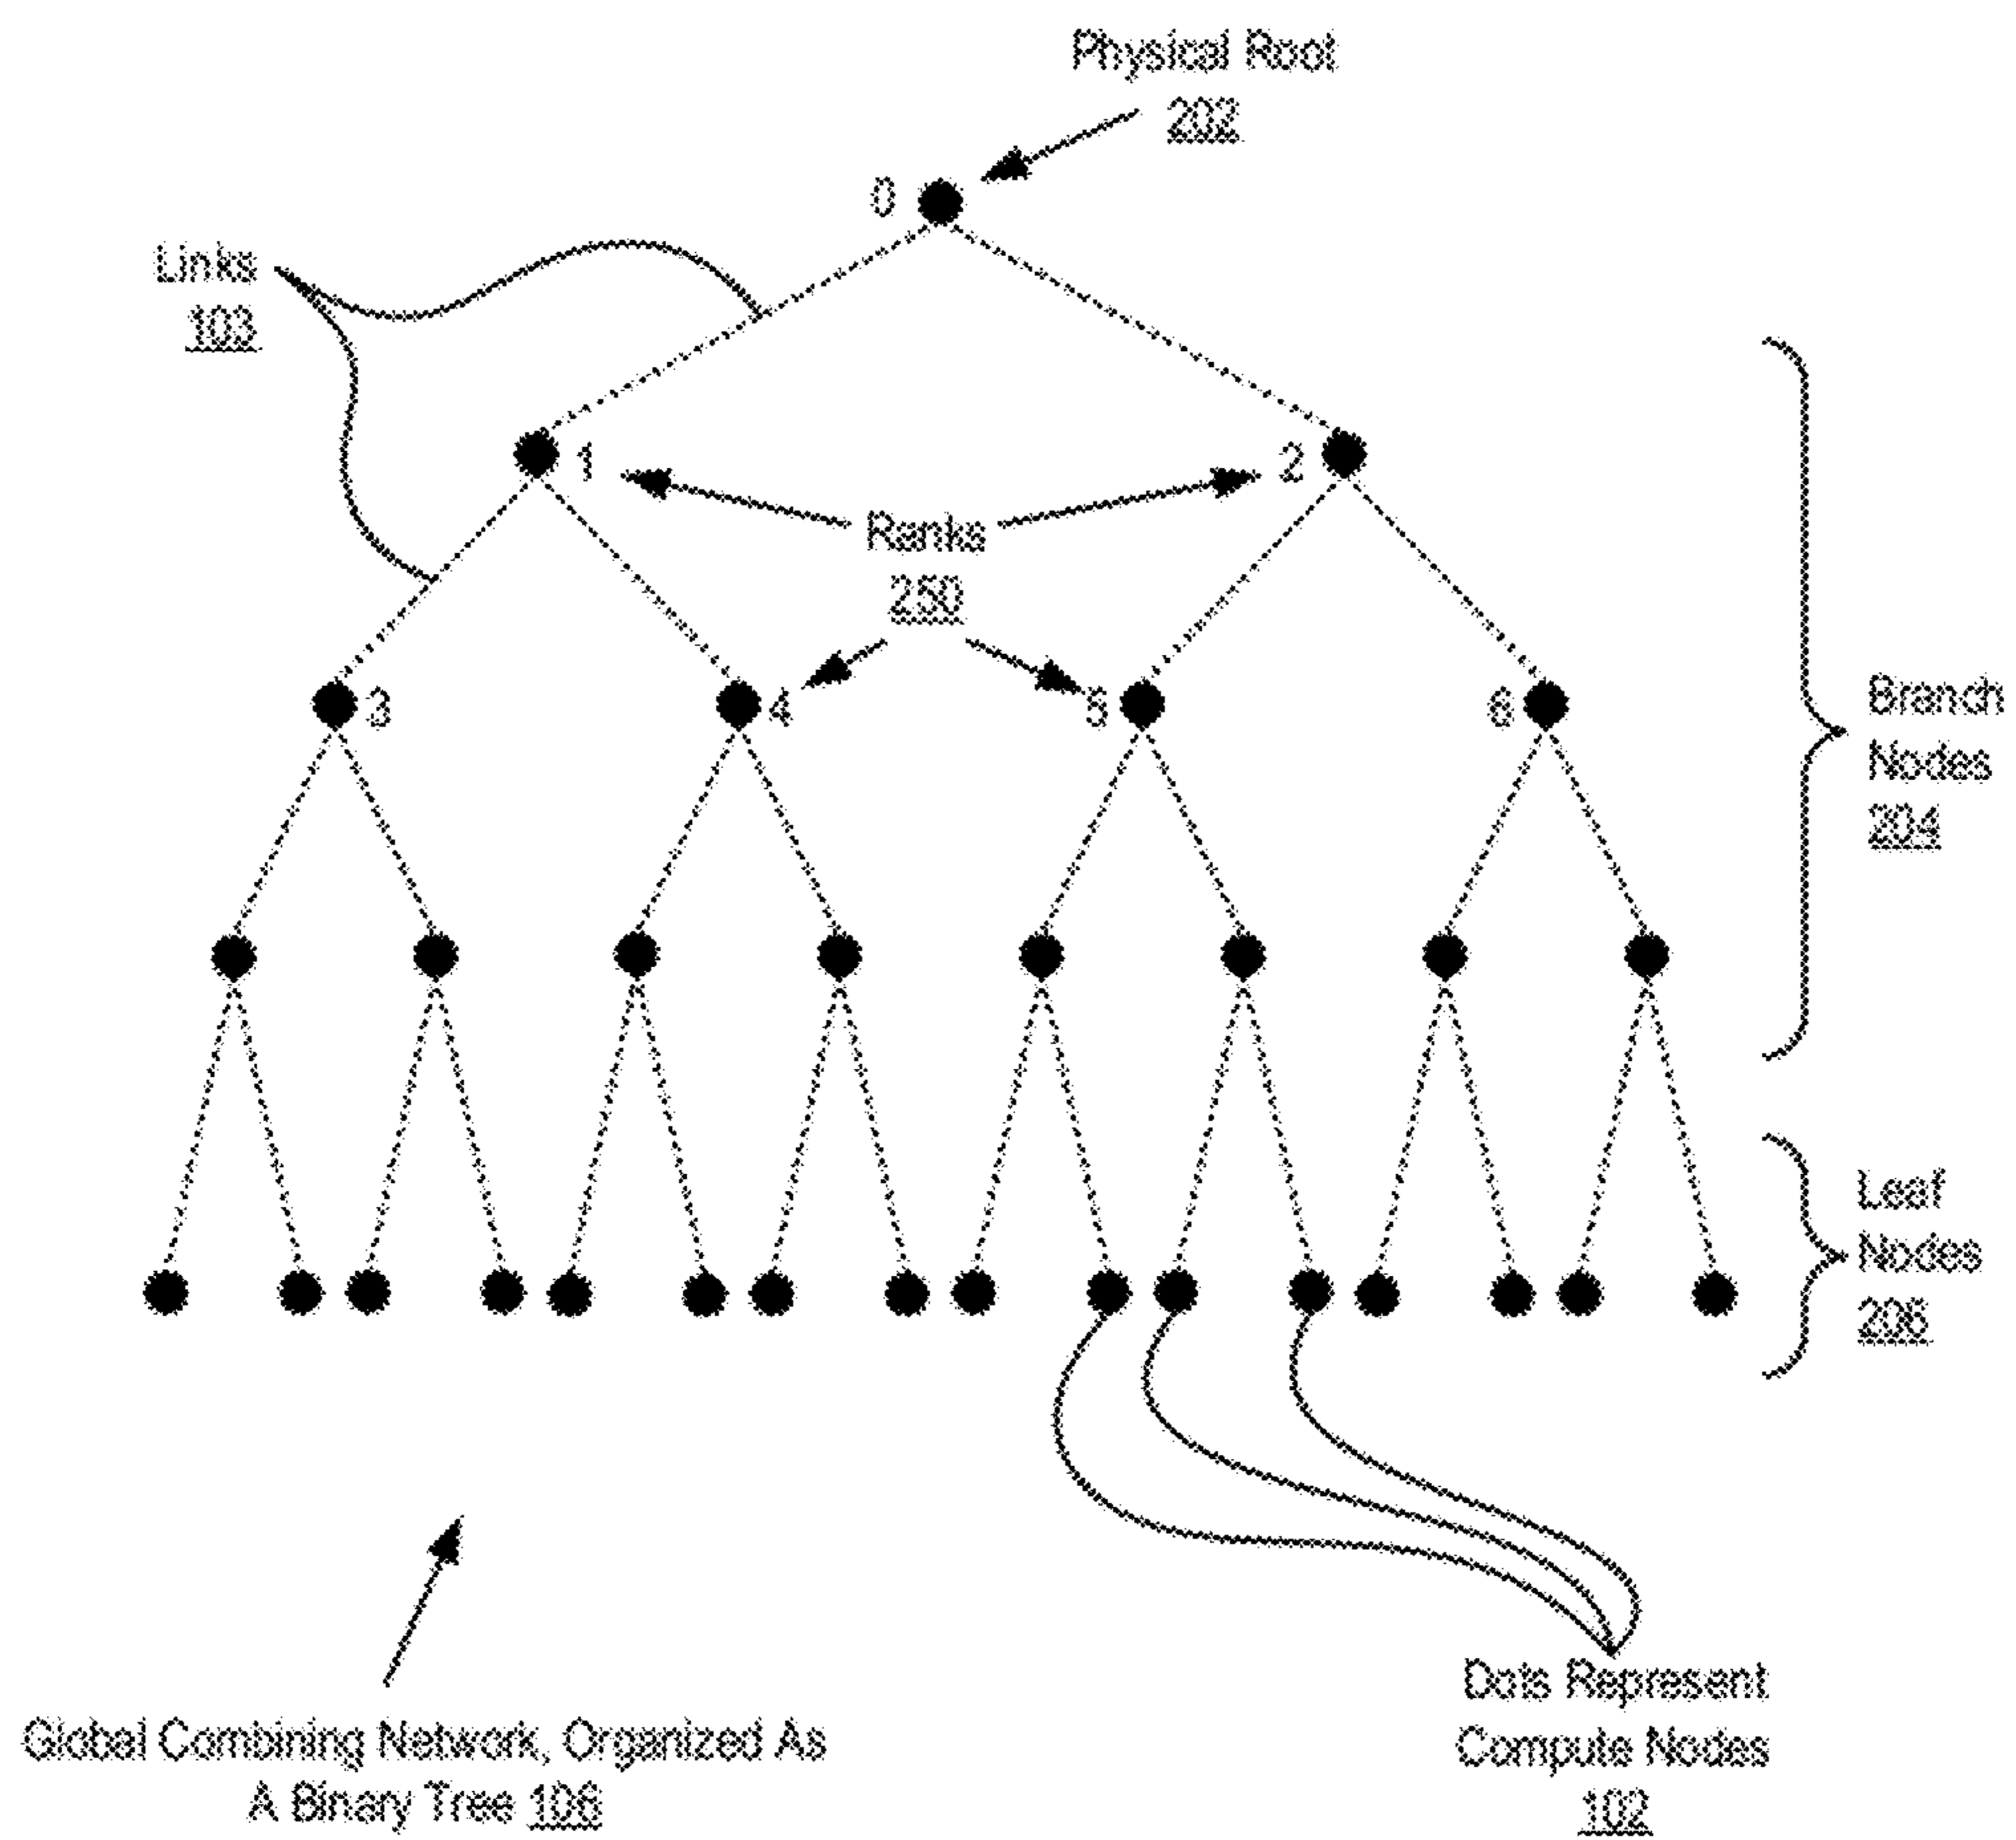 Physical Root
202
0
Links
103
1
2
Ranks
250
3
4
5
6
Branch
Nodes
204
Leaf
Nodes
206
Dots Represent
Compute Nodes
102
Global Combining Network, Organized As
A Binary Tree 106